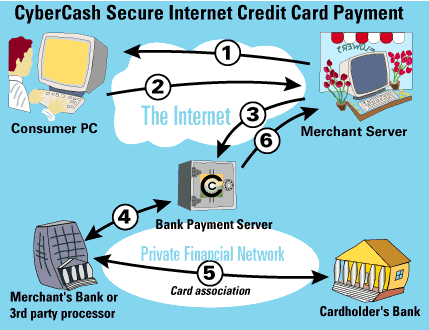 CyberCash Secure Internet Credit Card Payment
1
2
The Internet
3
Consumer PC
Merchant Server
6
C
Bank Payment Server
4
Private Financial Network
5
Card association
Merchant's Bank or
3rd party processor
Cardholder's Bank